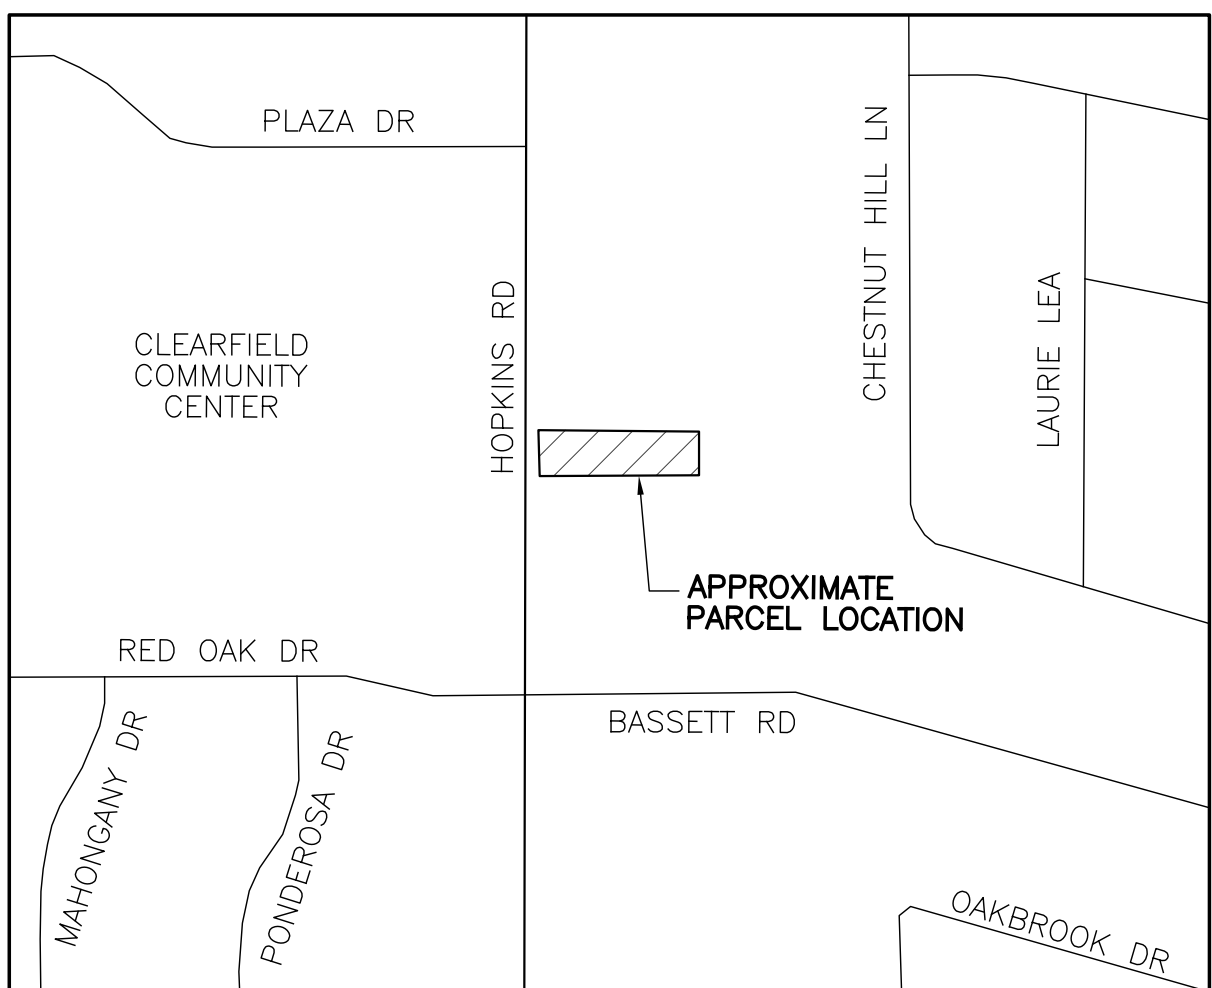 PLAZA DR
CHESTNUT HILL LN
LAURIE LEA
HOPKINS RD
CLEARFIELD
COMMUNITY
CENTER
APPROXIMATE
PARCEL LOCATION
RED OAK DR
BASSETT RD
MAHONGANY DR
PONDEROSA DR
OAKBROOK DR